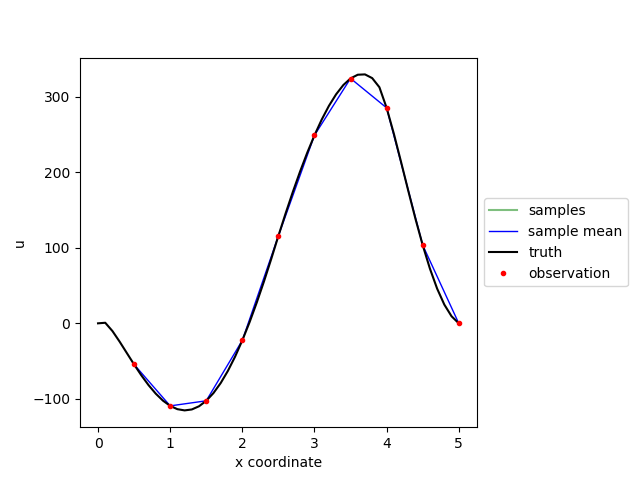 300
200
100
0
−100
u
0 1 2 3 4 5
x coordinate
samples
sample mean
truth
observation